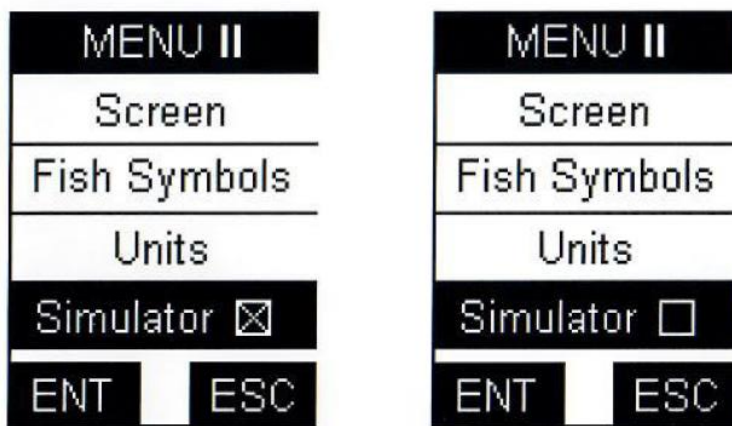 MENU II
Screen
Fish Symbols
Units
Simulator
ENT ESC
MENU II
Screen
Fish Symbols
Units
Simulator
ENT ESC